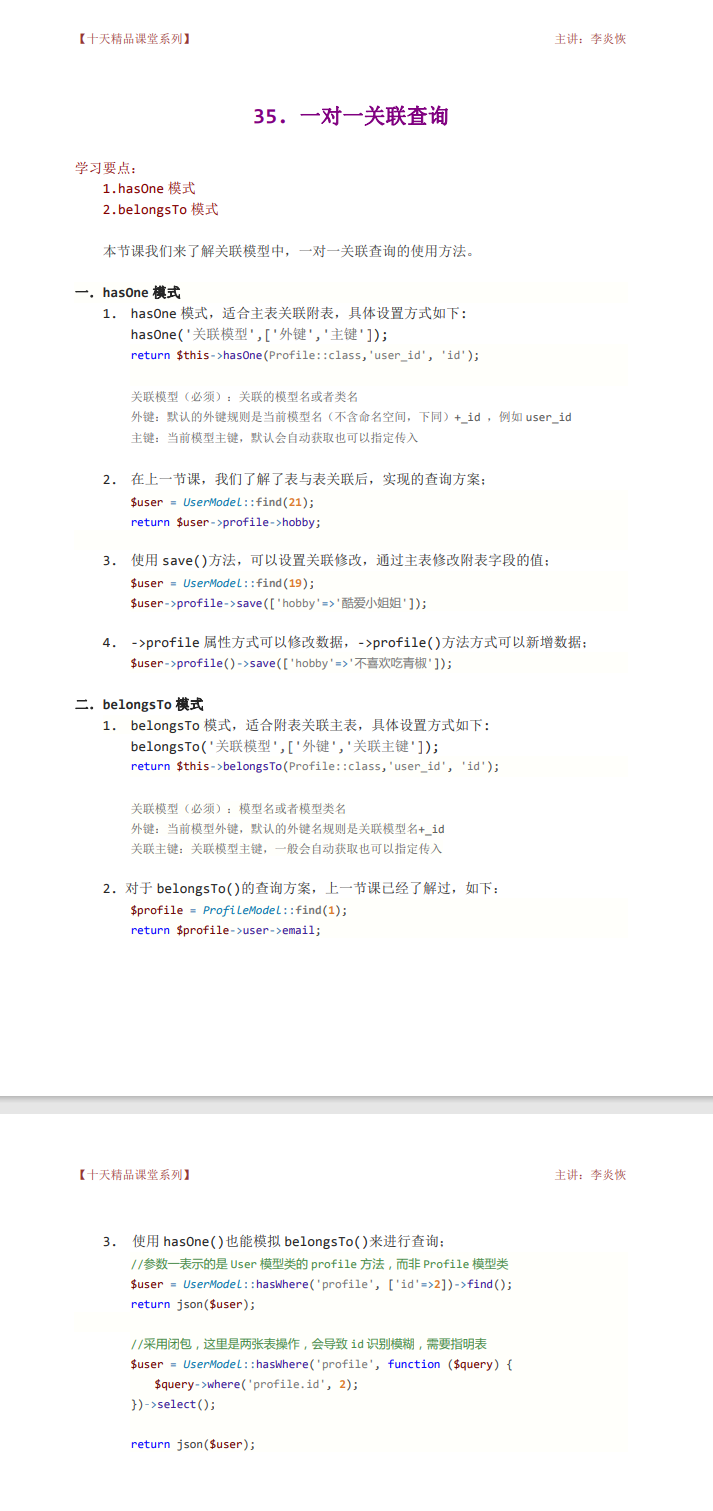 【十天精品课堂系列】 主讲：李炎恢
35. 一对一关联查询
学习要点：
1.hasOne 模式
2.belongsTo 模式
本节课我们来了解关联模型中，一对一关联查询的使用方法。
一. hasOne 模式
1. hasOne 模式，适合主表关联附表，具体设置方式如下：
hasOne('关联模型',['外键','主键']);
return $this->hasOne(Profile::class,'user_id', 'id');
关联模型（必须）：关联的模型名或者类名
外键：默认的外键规则是当前模型名（不含命名空间，下同）+_id ，例如 user_id
主键：当前模型主键，默认会自动获取也可以指定传入
2. 在上一节课，我们了解了表与表关联后，实现的查询方案；
$user = UserModel::find(21);
return $user->profile->hobby;
3. 使用 save()方法，可以设置关联修改，通过主表修改附表字段的值；
$user = UserModel::find(19);
$user->profile->save(['hobby'=>'酷爱小姐姐']);
4. ->profile 属性方式可以修改数据，->profile()方法方式可以新增数据；
$user->profile()->save(['hobby'=>'不喜欢吃青椒']);
二. belongsTo 模式
1. belongsTo 模式，适合附表关联主表，具体设置方式如下：
belongsTo('关联模型',['外键','关联主键']);
return $this->belongsTo(Profile::class,'user_id', 'id');
关联模型（必须）：模型名或者模型类名
外键：当前模型外键，默认的外键名规则是关联模型名+_id
关联主键：关联模型主键，一般会自动获取也可以指定传入
2. 对于 belongsTo()的查询方案，上一节课已经了解过，如下：
$profile = ProfileModel::find(1);
return $profile->user->email;
【十天精品课堂系列】 主讲：李炎恢
3. 使用 hasOne()也能模拟 belongsTo()来进行查询；
//参数一表示的是 User 模型类的 profile 方法，而非 Profile 模型类
$user = UserModel::hasWhere('profile', ['id'=>2])->find();
return json($user);
//采用闭包，这里是两张表操作，会导致 id 识别模糊，需要指明表
$user = UserModel::hasWhere('profile', function ($query) {
$query->where('profile.id', 2);
})->select();
return json($user);